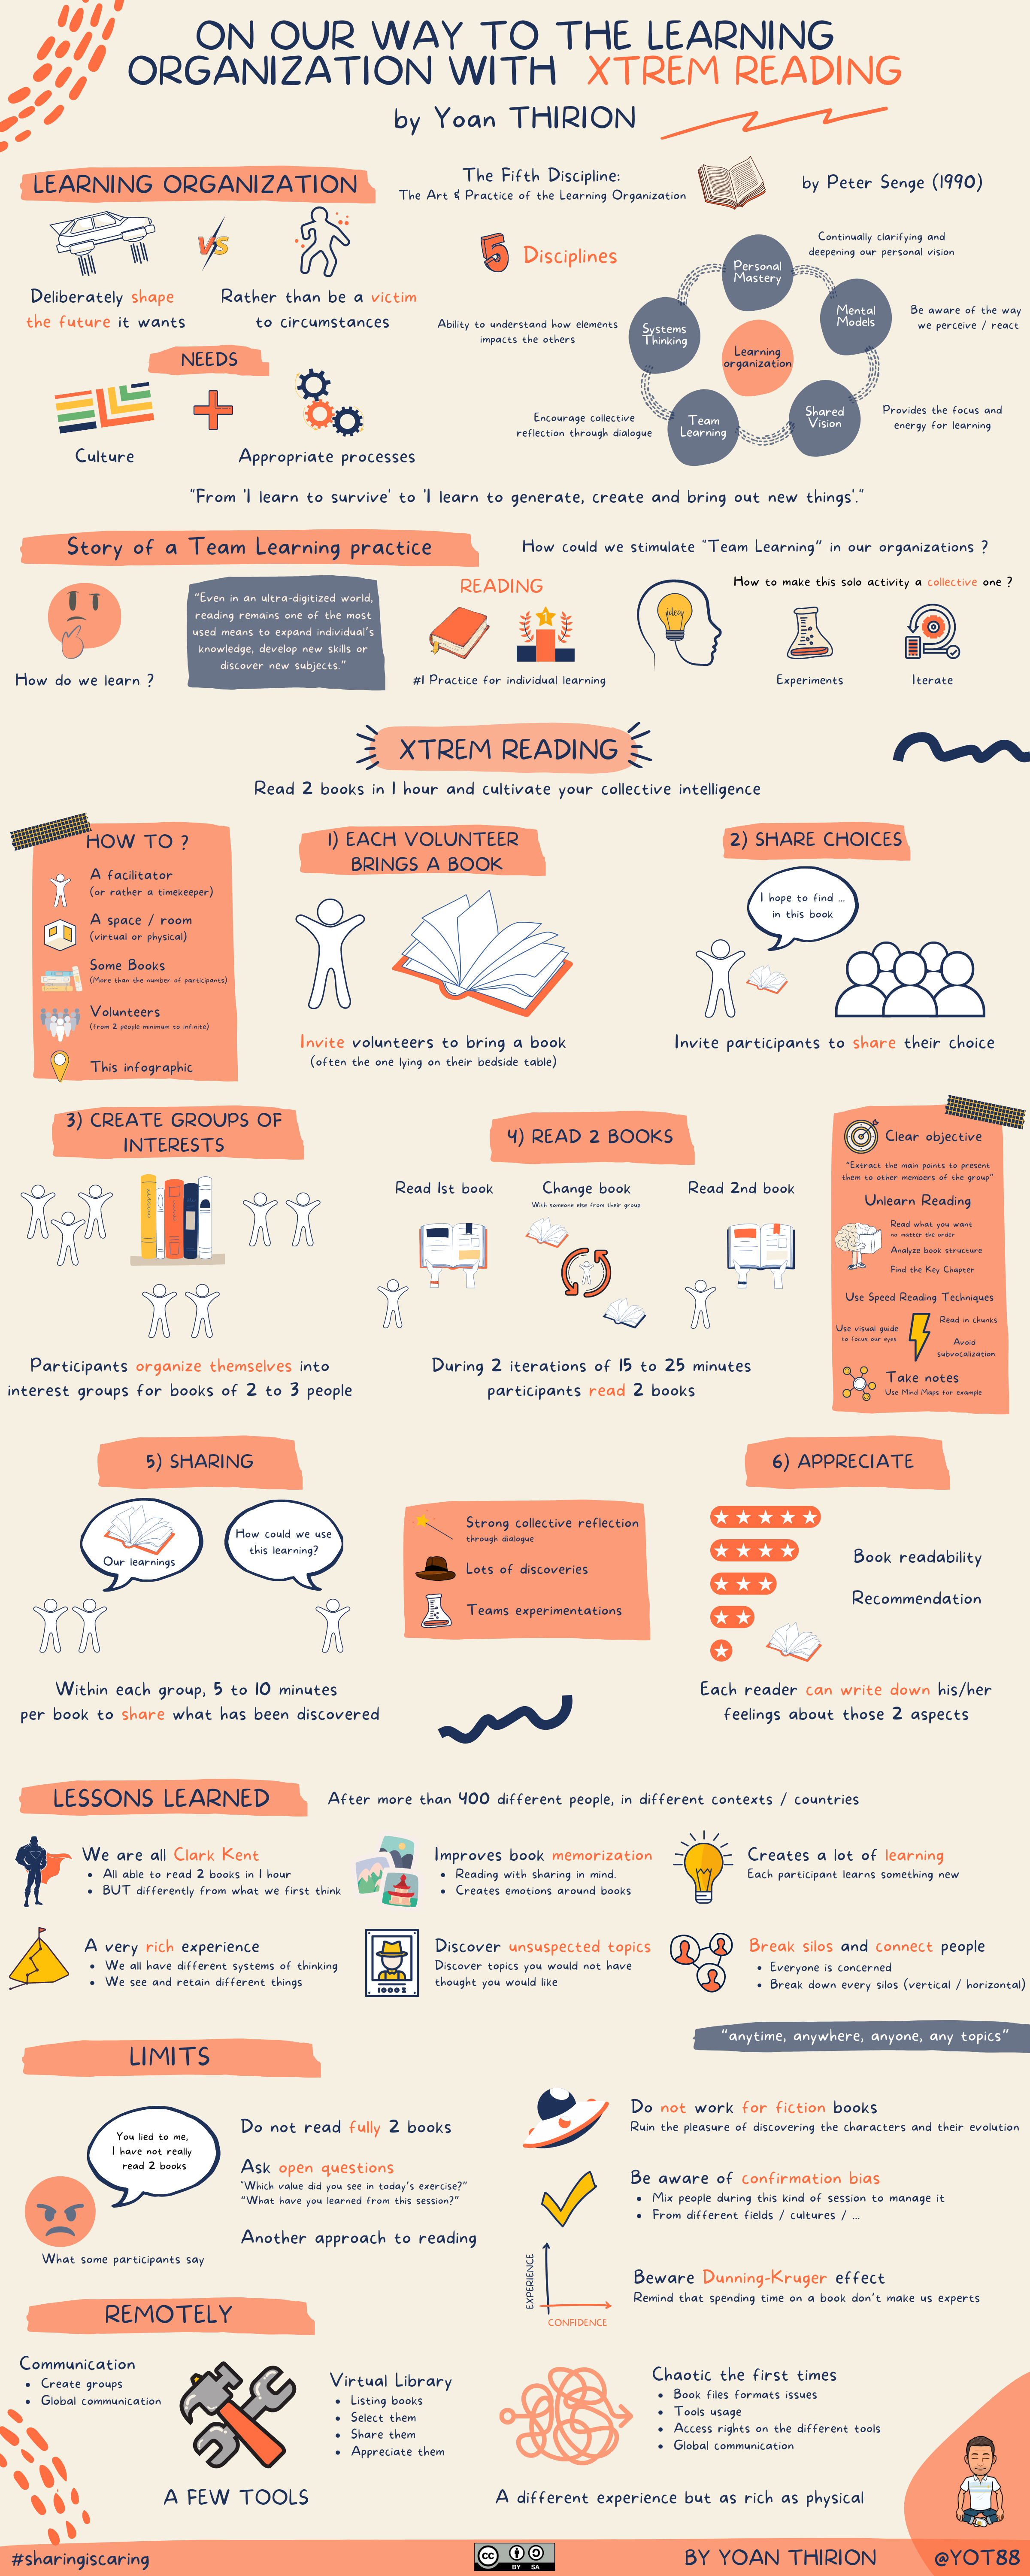 ON OUR WAY TO THE LEARNING
ORGANIZATION WITH XTREM READING
by Yoan THIRION
LEARNING ORGANIZATION
The Fifth Discipline:
The Art & Practice of the Learning Organization
by Peter Senge (1990)
VS
Deliberately shape
the future it wants
Rather than be a victim
to circumstances
NEEDS
Culture
Appropriate processes
5 Disciplines
Personal
Mastery
Continually clarifying and
deepening our personal vision
Mental
Models
Be aware of the way
we perceive / react
Systems
Thinking
Ability to understand how elements
impacts the others
Learning
organization
Shared
Vision
Provides the focus and
energy for learning
Team
Learning
Encourage collective
reflection through dialogue
"From 'I learn to survive' to 'I learn to generate, create and bring out new things'."
Story of a Team Learning practice
How could we stimulate "Team Learning" in our organizations ?
How do we learn ?
"Even in an ultra-digitized world,
reading remains one of the most
used means to expand individual's
knowledge, develop new skills or
discover new subjects."
READING
1
#1 Practice for individual learning
idea
How to make this solo activity a collective one ?
Experiments
Iterate
XTREM READING
Read 2 books in 1 hour and cultivate your collective intelligence
HOW TO ?
A facilitator
(or rather a timekeeper)
A space / room
(virtual or physical)
Some Books
(More than the number of participants)
Volunteers
(from 2 people minimum to infinite)
This infographic
1) EACH VOLUNTEER
BRINGS A BOOK
Invite volunteers to bring a book
(often the one lying on their bedside table)
2) SHARE CHOICES
I hope to find ...
in this book
Invite participants to share their choice
3) CREATE GROUPS OF
INTERESTS
Participants organize themselves into
interest groups for books of 2 to 3 people
4) READ 2 BOOKS
Read 1st book
Change book
With someone else from their group
Read 2nd book
During 2 iterations of 15 to 25 minutes
participants read 2 books
Clear objective
"Extract the main points to present
them to other members of the group"
Unlearn Reading
Read what you want
no matter the order
Analyze book structure
Find the Key Chapter
Use Speed Reading Techniques
Use visual guide
to focus our eyes
Read in chunks
Avoid
subvocalization
Take notes
Use Mind Maps for example
5) SHARING
Our learnings
How could we use
this learning?
Within each group, 5 to 10 minutes
per book to share what has been discovered
Strong collective reflection
through dialogue
Lots of discoveries
Teams experimentations
6) APPRECIATE
Book readability
Recommendation
Each reader can write down his/her
feelings about those 2 aspects
LESSONS LEARNED
After more than 400 different people, in different contexts / countries
We are all Clark Kent
• All able to read 2 books in 1 hour
• BUT differently from what we first think
Improves book memorization
• Reading with sharing in mind.
• Creates emotions around books
Creates a lot of learning
Each participant learns something new
A very rich experience
• We all have different systems of thinking
• We see and retain different things
Discover unsuspected topics
Discover topics you would not have
thought you would like
Break silos and connect people
• Everyone is concerned
• Break down every silos (vertical / horizontal)
"anytime, anywhere, anyone, any topics"
LIMITS
You lied to me,
I have not really
read 2 books
What some participants say
Do not read fully 2 books
Ask open questions
"Which value did you see in today's exercise?"
"What have you learned from this session?"
Another approach to reading
Do not work for fiction books
Ruin the pleasure of discovering the characters and their evolution
Be aware of confirmation bias
• Mix people during this kind of session to manage it
• From different fields / cultures / ...
EXPERIENCE
CONFIDENCE
Beware Dunning-Kruger effect
Remind that spending time on a book don't make us experts
REMOTELY
Communication
• Create groups
• Global communication
Virtual Library
• Listing books
• Select them
• Share them
• Appreciate them
A FEW TOOLS
Chaotic the first times
• Book files formats issues
• Tools usage
• Access rights on the different tools
• Global communication
A different experience but as rich as physical
#sharingiscaring
CC BY SA
BY YOAN THIRION
@YOT88